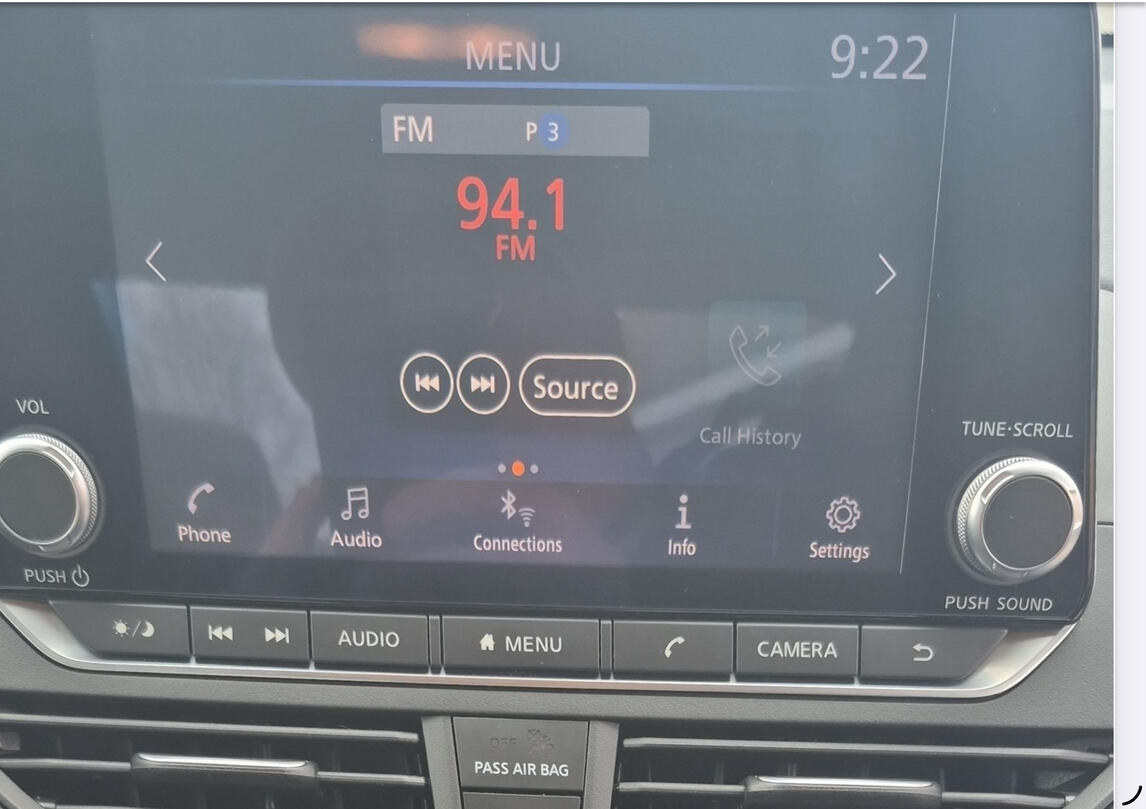 MENU
9:22
FM P 3
94.1
FM
Source
Call History
VOL
TUNE·SCROLL
Phone
Audio
Connections
Info
Settings
PUSH
PUSH SOUND
AUDIO
MENU
CAMERA
OFF
PASS AIR BAG